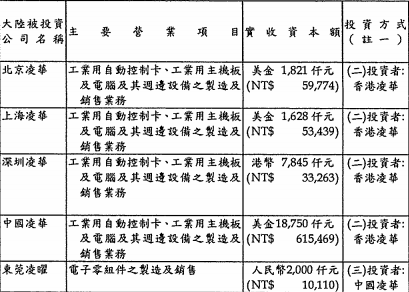 大陸被投資公司名稱 主要營業項目 實收資本額 投資方式(註一)
北京凌華 工業用自動控制卡、工業用主機板及電腦及其週邊設備之製造及銷售業務 美金 1,821 仟元 (NT$ 59,774) (二)投資者:香港凌華
上海凌華 工業用自動控制卡、工業用主機板及電腦及其週邊設備之製造及銷售業務 美金 1,628 仟元 (NT$ 53,439) (二)投資者:香港凌華
深圳凌華 工業用自動控制卡、工業用主機板及電腦及其週邊設備之製造及銷售業務 港幣 7,845 仟元 (NT$ 33,263) (二)投資者:香港凌華
中國凌華 工業用自動控制卡、工業用主機板及電腦及其週邊設備之製造及銷售業務 美金18,750 仟元 (NT$ 615,469) (二)投資者:香港凌華
東莞凌曜 電子零組件之製造及銷售 人民幣2,000 仟元 (NT$ 10,110) (三)投資者:中國凌華